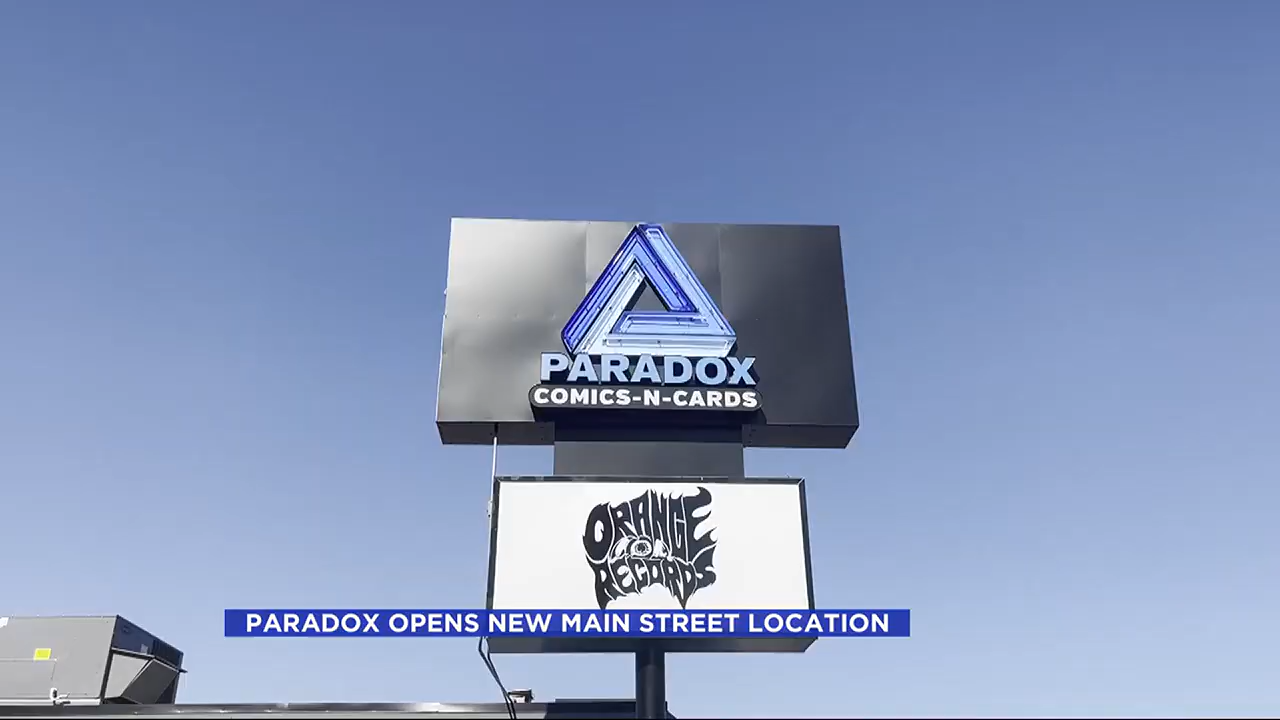 PARADOX
COMICS-N-CARDS
ORANGE
RECORDS
PARADOX OPENS NEW MAIN STREET LOCATION